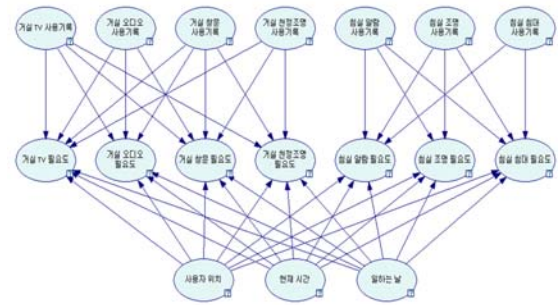 거실 TV 사용기록
거실 오디오
사용기록
거실 창문
사용기록
거실 천정조명
사용기록
침실 알람
사용기록
침실 조명
사용기록
침실 침대
사용기록
거실 TV 필요도
거실 오디오
필요도
거실 창문 필요도
거실 천정조명
필요도
침실 알람 필요도
침실 조명 필요도
침실 침대 필요도
사용자 위치
현재 시간
일하는 날